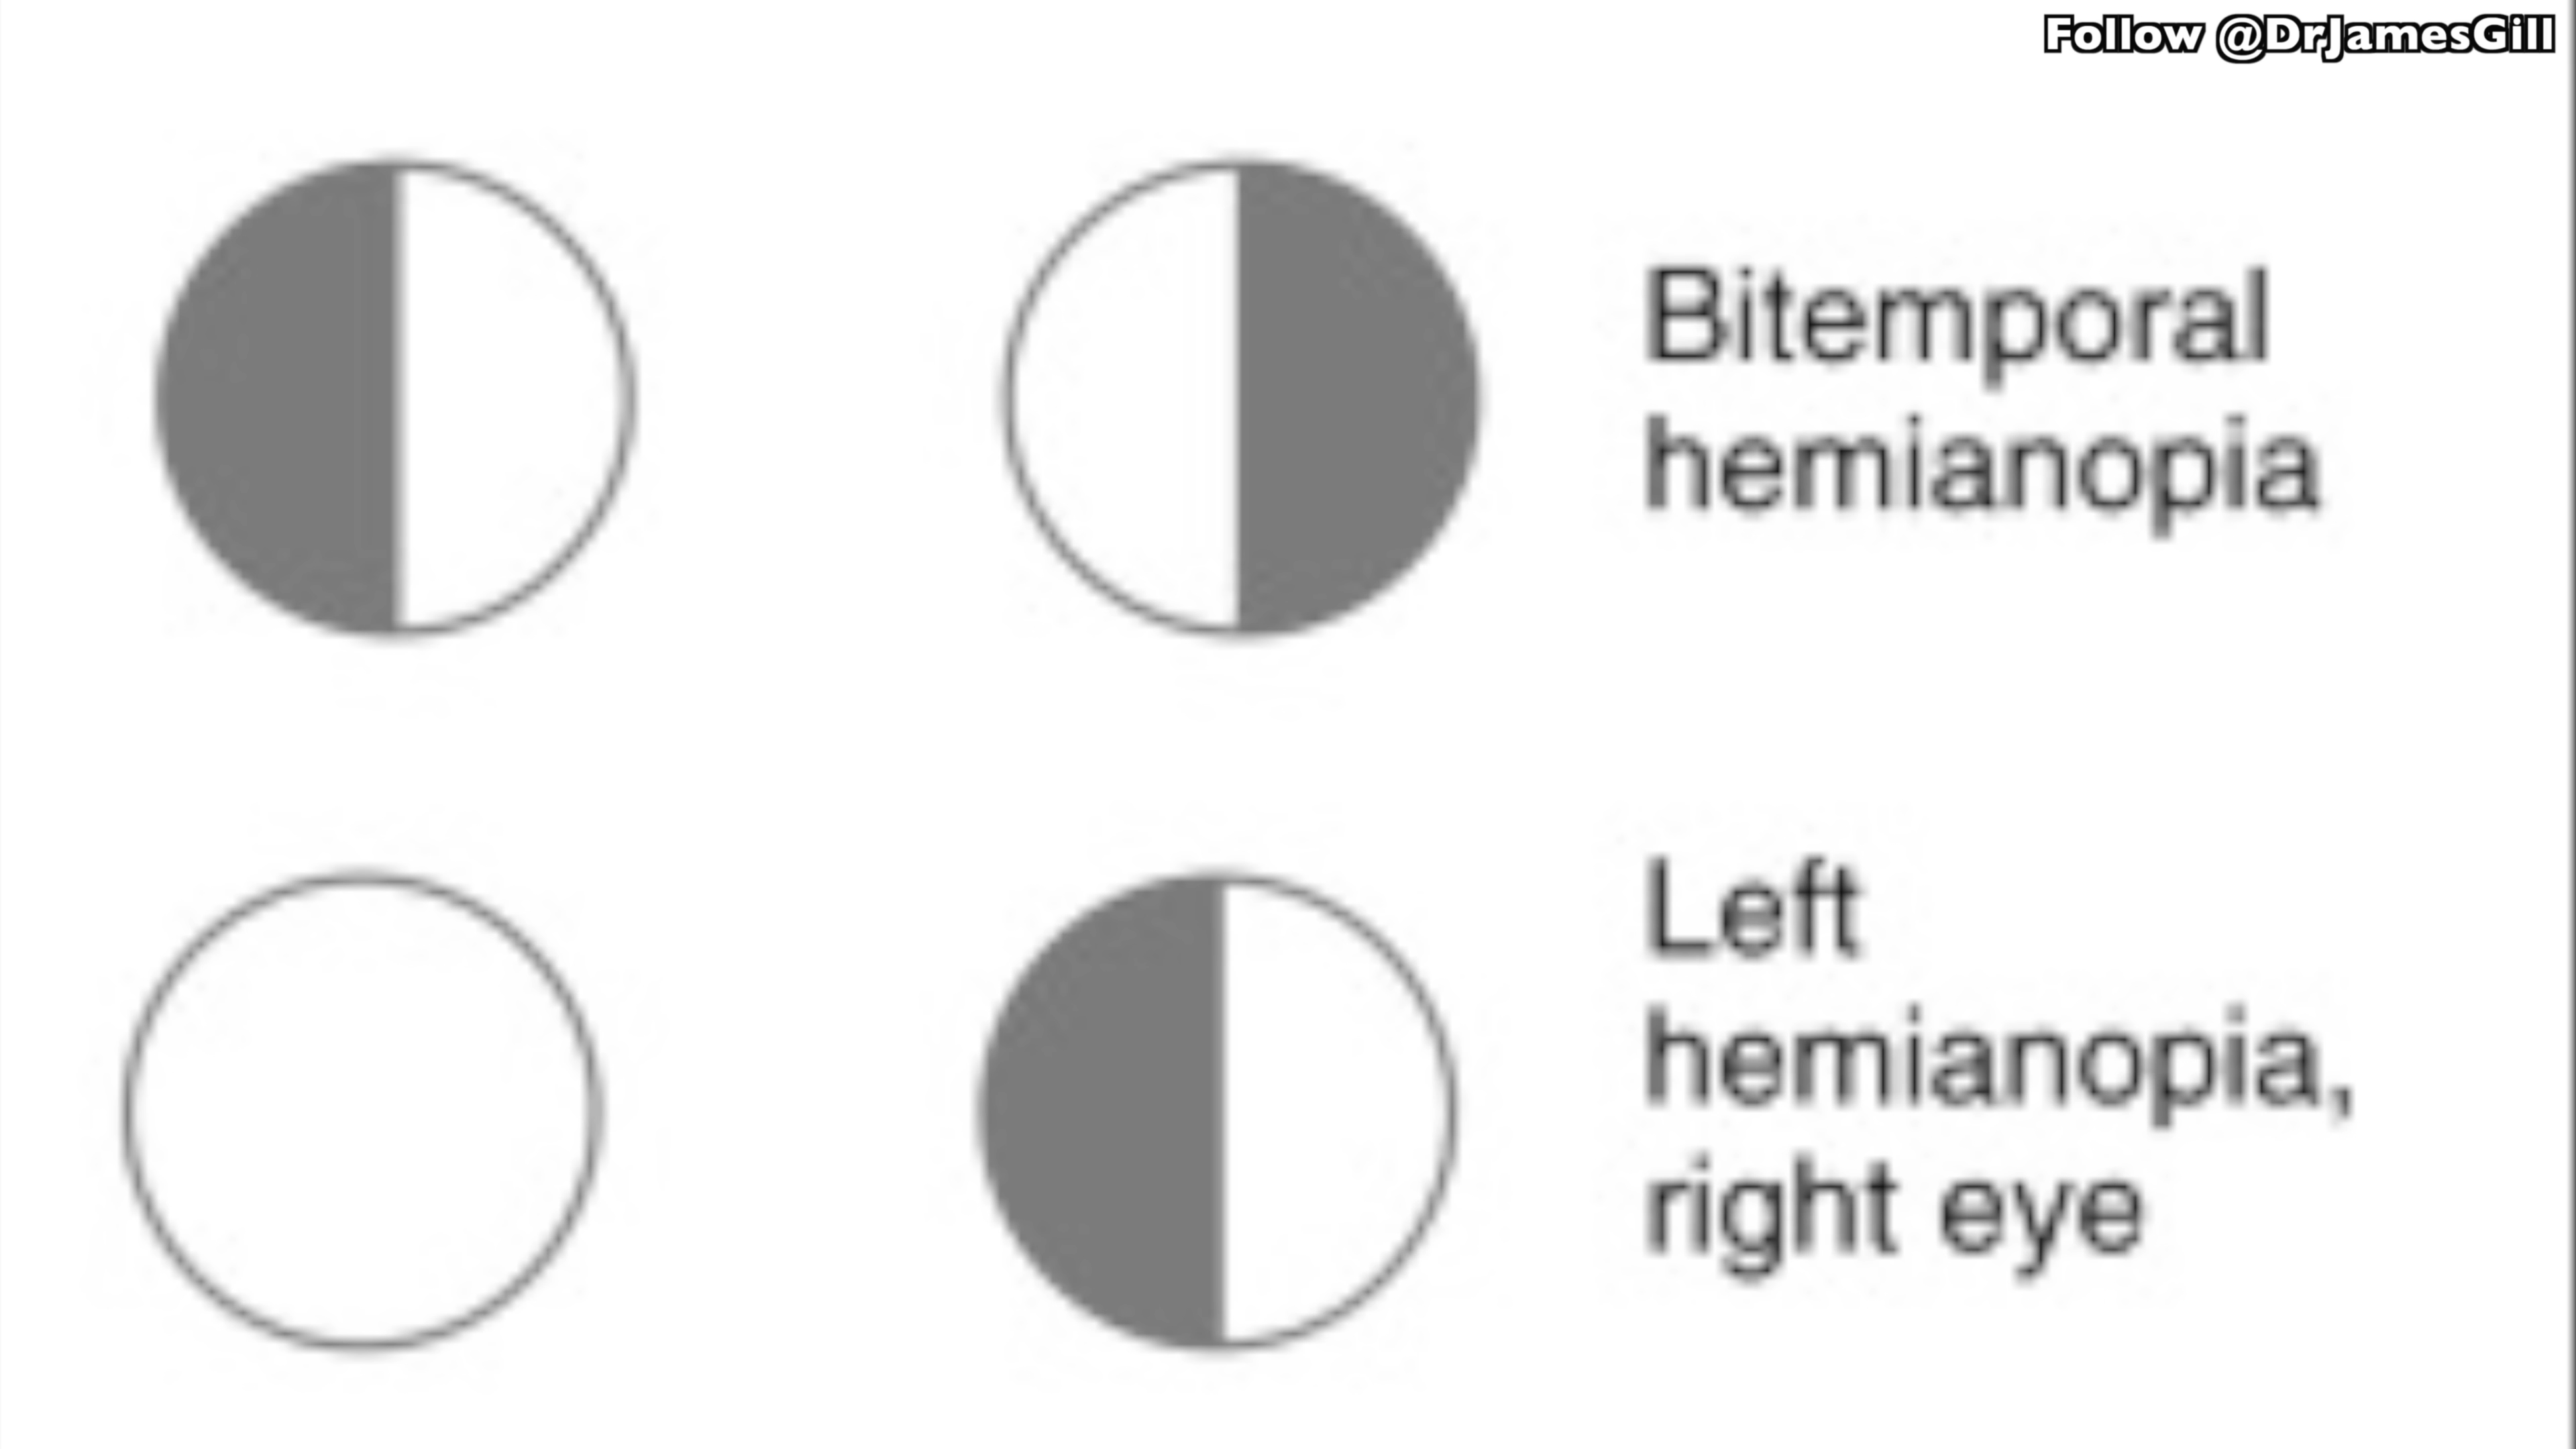 Follow @DrJamesGill
Bitemporal
hemianopia
Left
hemianopia,
right eye